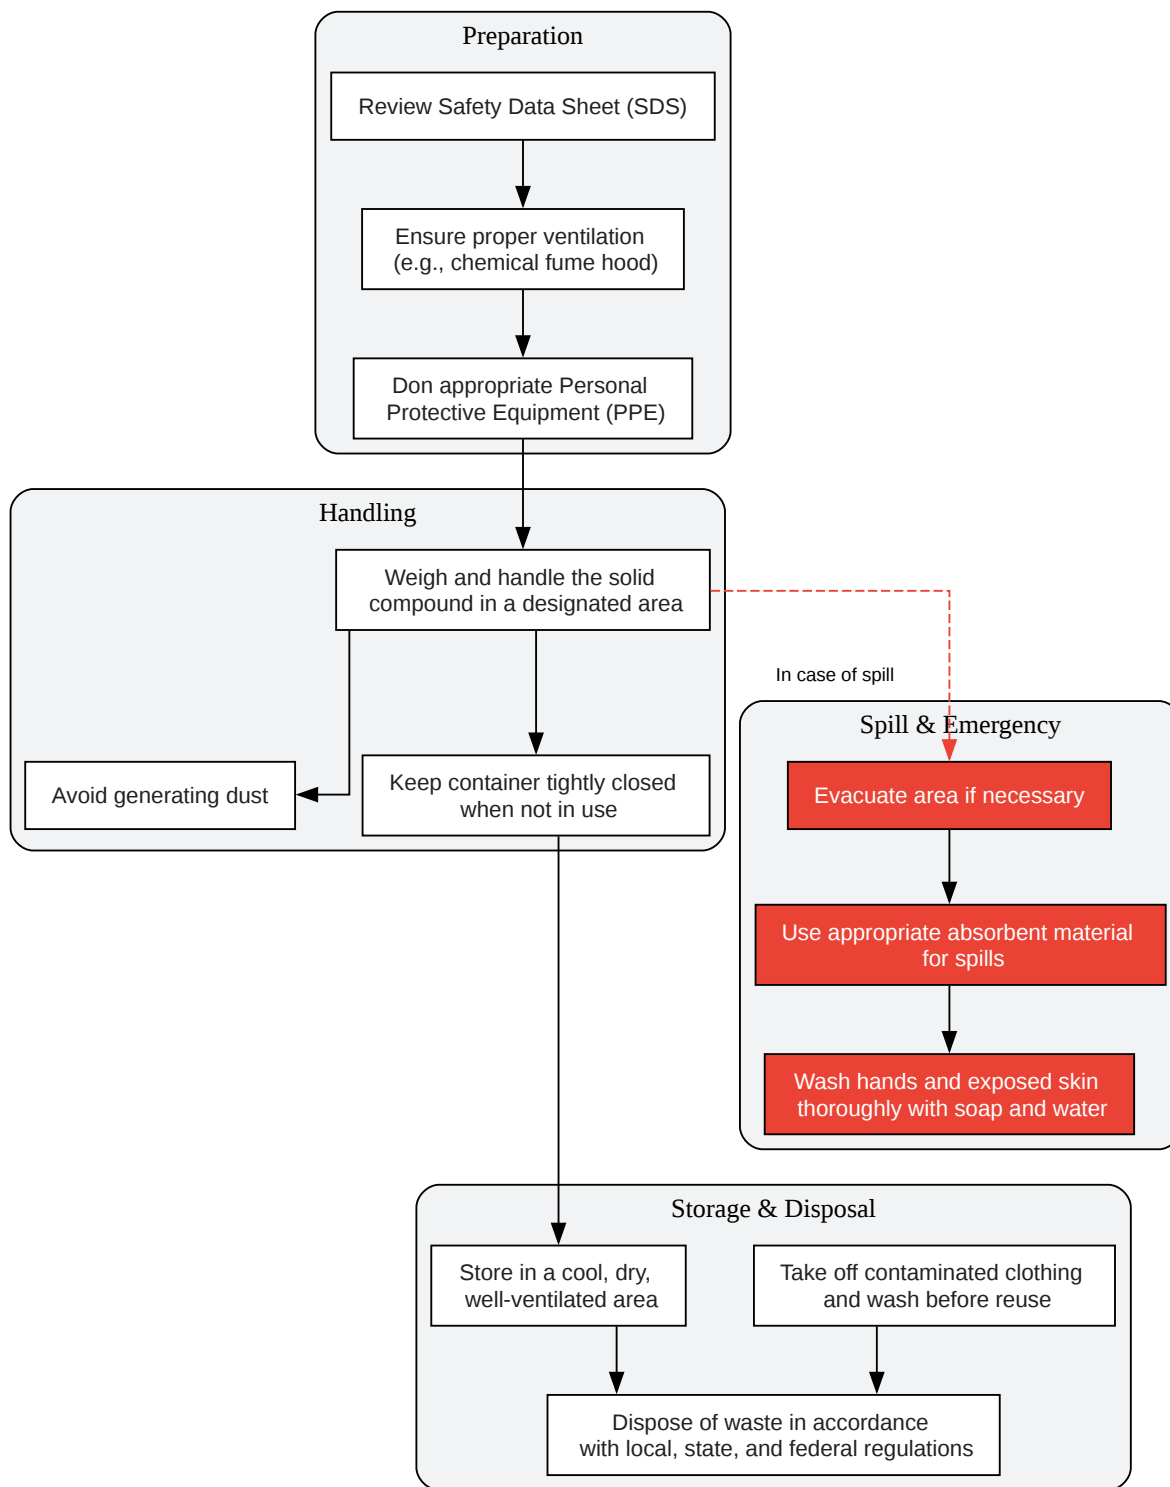 Preparation
Review Safety Data Sheet (SDS)
Ensure proper ventilation
(e.g., chemical fume hood)
Don appropriate Personal
Protective Equipment (PPE)
Handling
Weigh and handle the solid
compound in a designated area
In case of spill
Avoid generating dust
Keep container tightly closed
when not in use
Spill & Emergency
Evacuate area if necessary
Use appropriate absorbent material
for spills
Wash hands and exposed skin
thoroughly with soap and water
Storage & Disposal
Store in a cool, dry,
well-ventilated area
Take off contaminated clothing
and wash before reuse
Dispose of waste in accordance
with local, state, and federal regulations